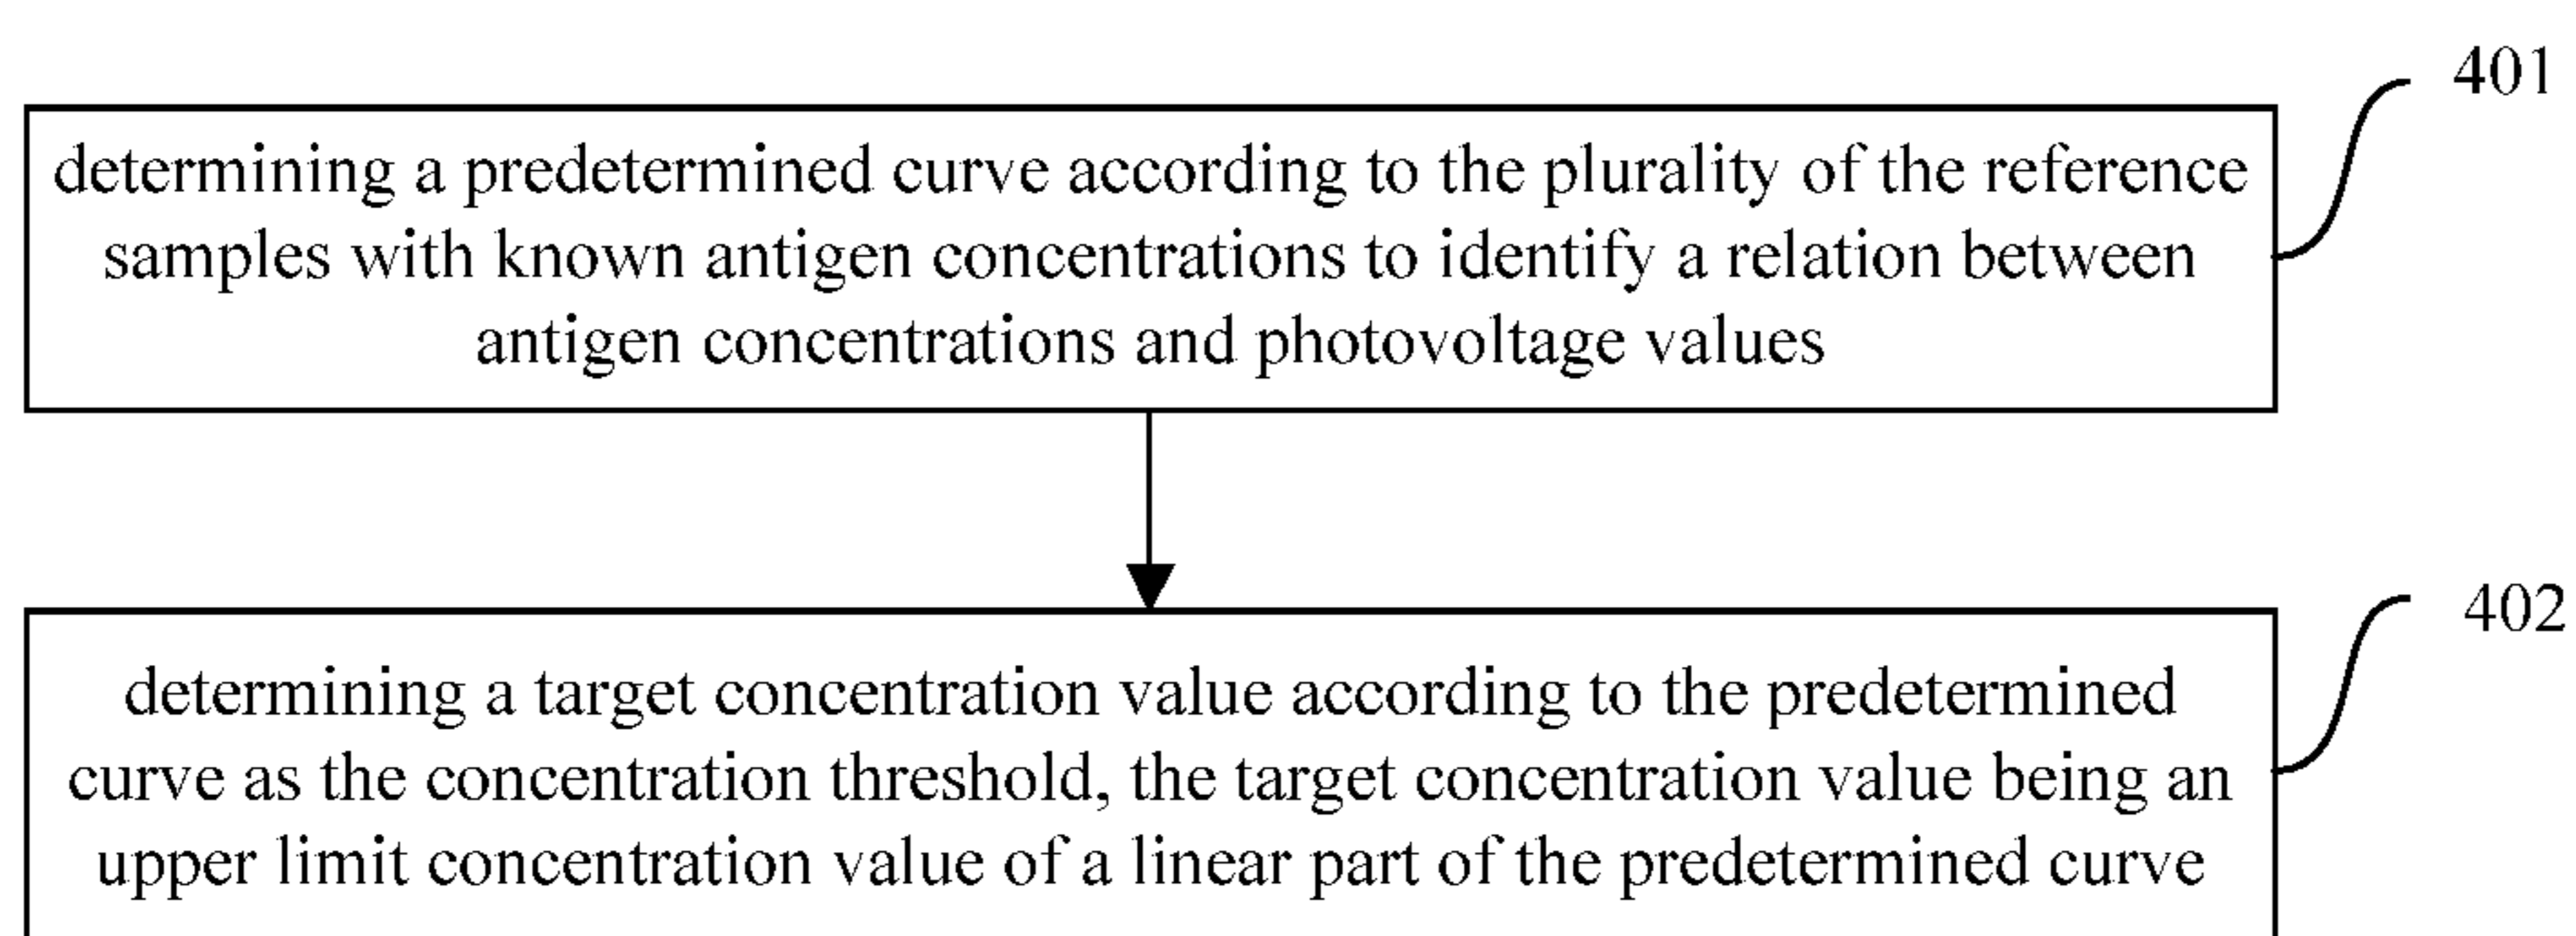 401
determining a predetermined curve according to the plurality of the reference
samples with known antigen concentrations to identify a relation between
antigen concentrations and photovoltage values
402
determining a target concentration value according to the predetermined
curve as the concentration threshold, the target concentration value being an
upper limit concentration value of a linear part of the predetermined curve